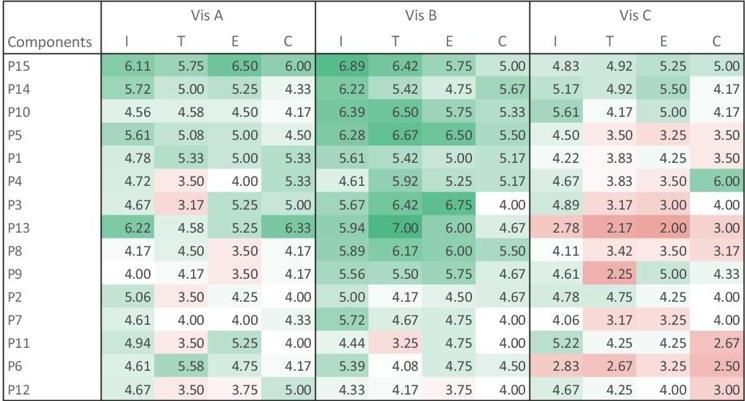 Vis A Vis B Vis C
Components I T E C I T E C I T E C
P15 6.11 5.75 6.50 6.00 6.89 6.42 5.75 5.00 4.83 4.92 5.25 5.00
P14 5.72 5.00 5.25 4.33 6.22 5.42 4.75 5.67 5.17 4.92 5.50 4.17
P10 4.56 4.58 4.50 4.17 6.39 6.50 5.75 5.33 5.61 4.17 5.00 4.17
P5 5.61 5.08 5.00 4.50 6.28 6.67 6.50 5.50 4.50 3.50 3.25 3.50
P1 4.78 5.33 5.00 5.33 5.61 5.42 5.00 5.17 4.22 3.83 4.25 3.50
P4 4.72 3.50 4.00 5.33 4.61 5.92 5.25 5.17 4.67 3.83 3.50 6.00
P3 4.67 3.17 5.25 5.00 5.67 6.42 6.75 4.00 4.89 3.17 3.00 4.00
P13 6.22 4.58 5.25 6.33 5.94 7.00 6.00 4.67 2.78 2.17 2.00 3.00
P8 4.17 4.50 3.50 4.17 5.89 6.17 6.00 5.50 4.11 3.42 3.50 3.17
P9 4.00 4.17 3.50 4.17 5.56 5.50 5.75 4.67 4.61 2.25 5.00 4.33
P2 5.06 3.50 4.25 4.00 5.00 4.17 4.50 4.67 4.78 4.75 4.25 4.00
P7 4.61 4.00 4.00 4.33 5.72 4.67 4.75 4.00 4.06 3.17 3.25 4.00
P11 4.94 3.50 5.25 4.00 4.44 3.25 4.75 4.00 5.22 4.25 4.25 2.67
P6 4.61 5.58 4.75 4.17 5.39 4.08 4.75 4.50 2.83 2.67 3.25 2.50
P12 4.67 3.50 3.75 5.00 4.33 4.17 3.75 4.00 4.67 4.25 4.00 3.00